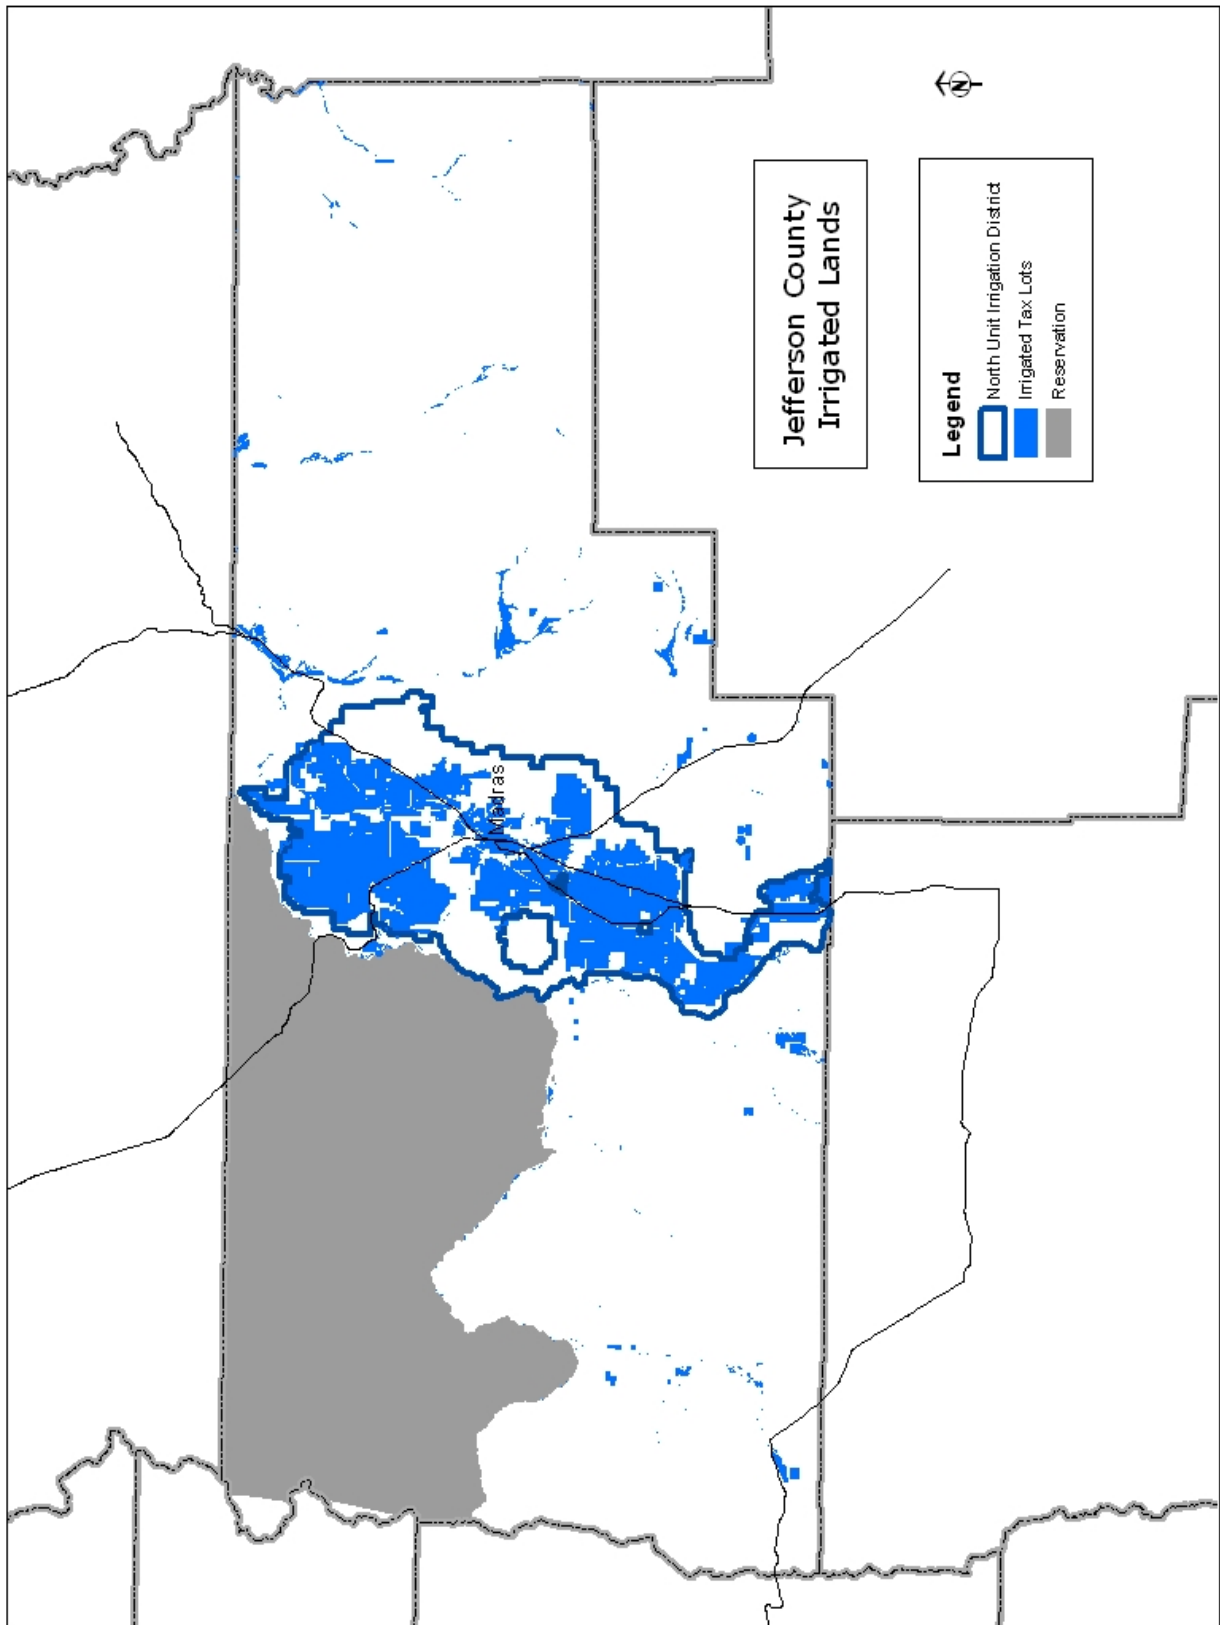 Jefferson County
Irrigated Lands
N
Legend
North Unit Irrigation District
Irrigated Tax Lots
Reservation
Madras